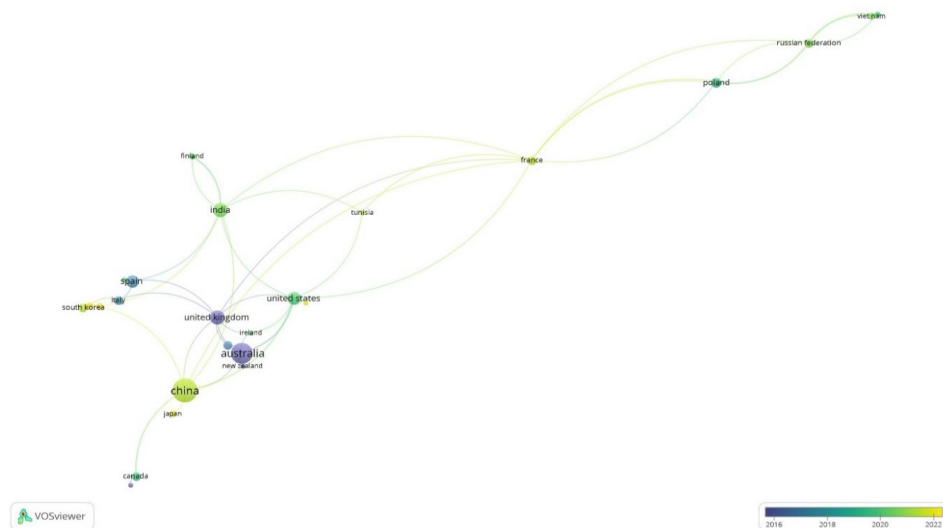 viet nam
russian federation
poland
finland
france
india
tunisia
spain
italy
south korea
united states
united kingdom
ireland
australia
new zealand
china
japan
canada
VOSviewer
2016 2018 2020 2022